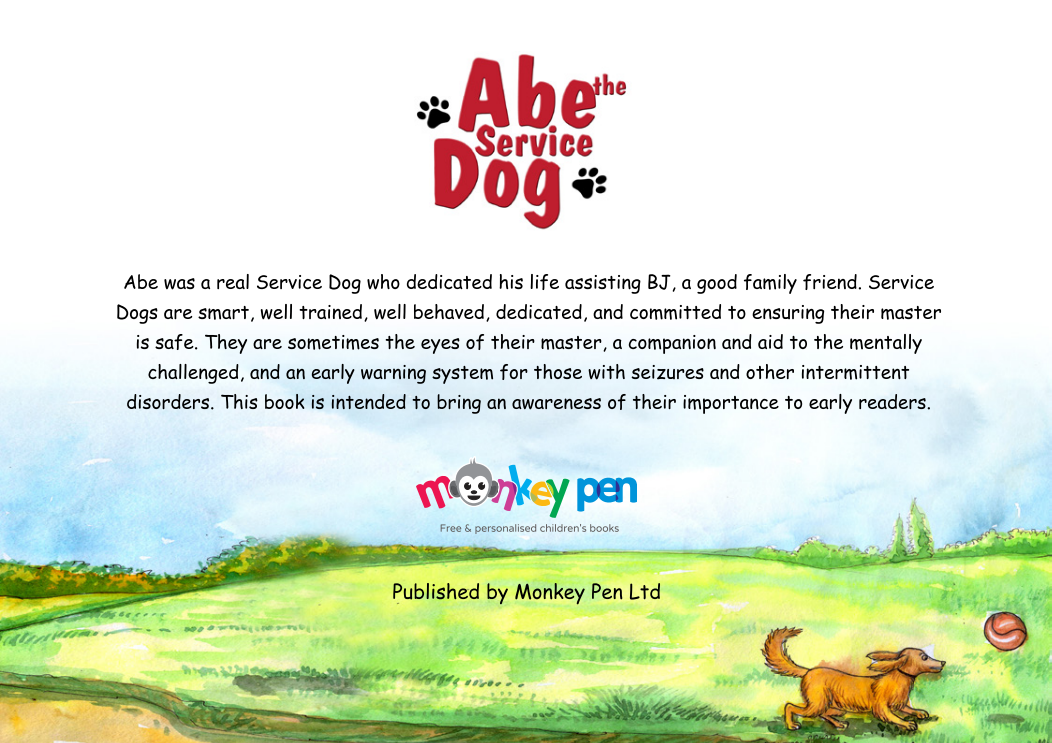 Abe the
Service
Dog
Abe was a real Service Dog who dedicated his life assisting BJ, a good family friend. Service
Dogs are smart, well trained, well behaved, dedicated, and committed to ensuring their master
is safe. They are sometimes the eyes of their master, a companion and aid to the mentally
challenged, and an early warning system for those with seizures and other intermittent
disorders. This book is intended to bring an awareness of their importance to early readers.
monkey pen
Free & personalised children's books
Published by Monkey Pen Ltd